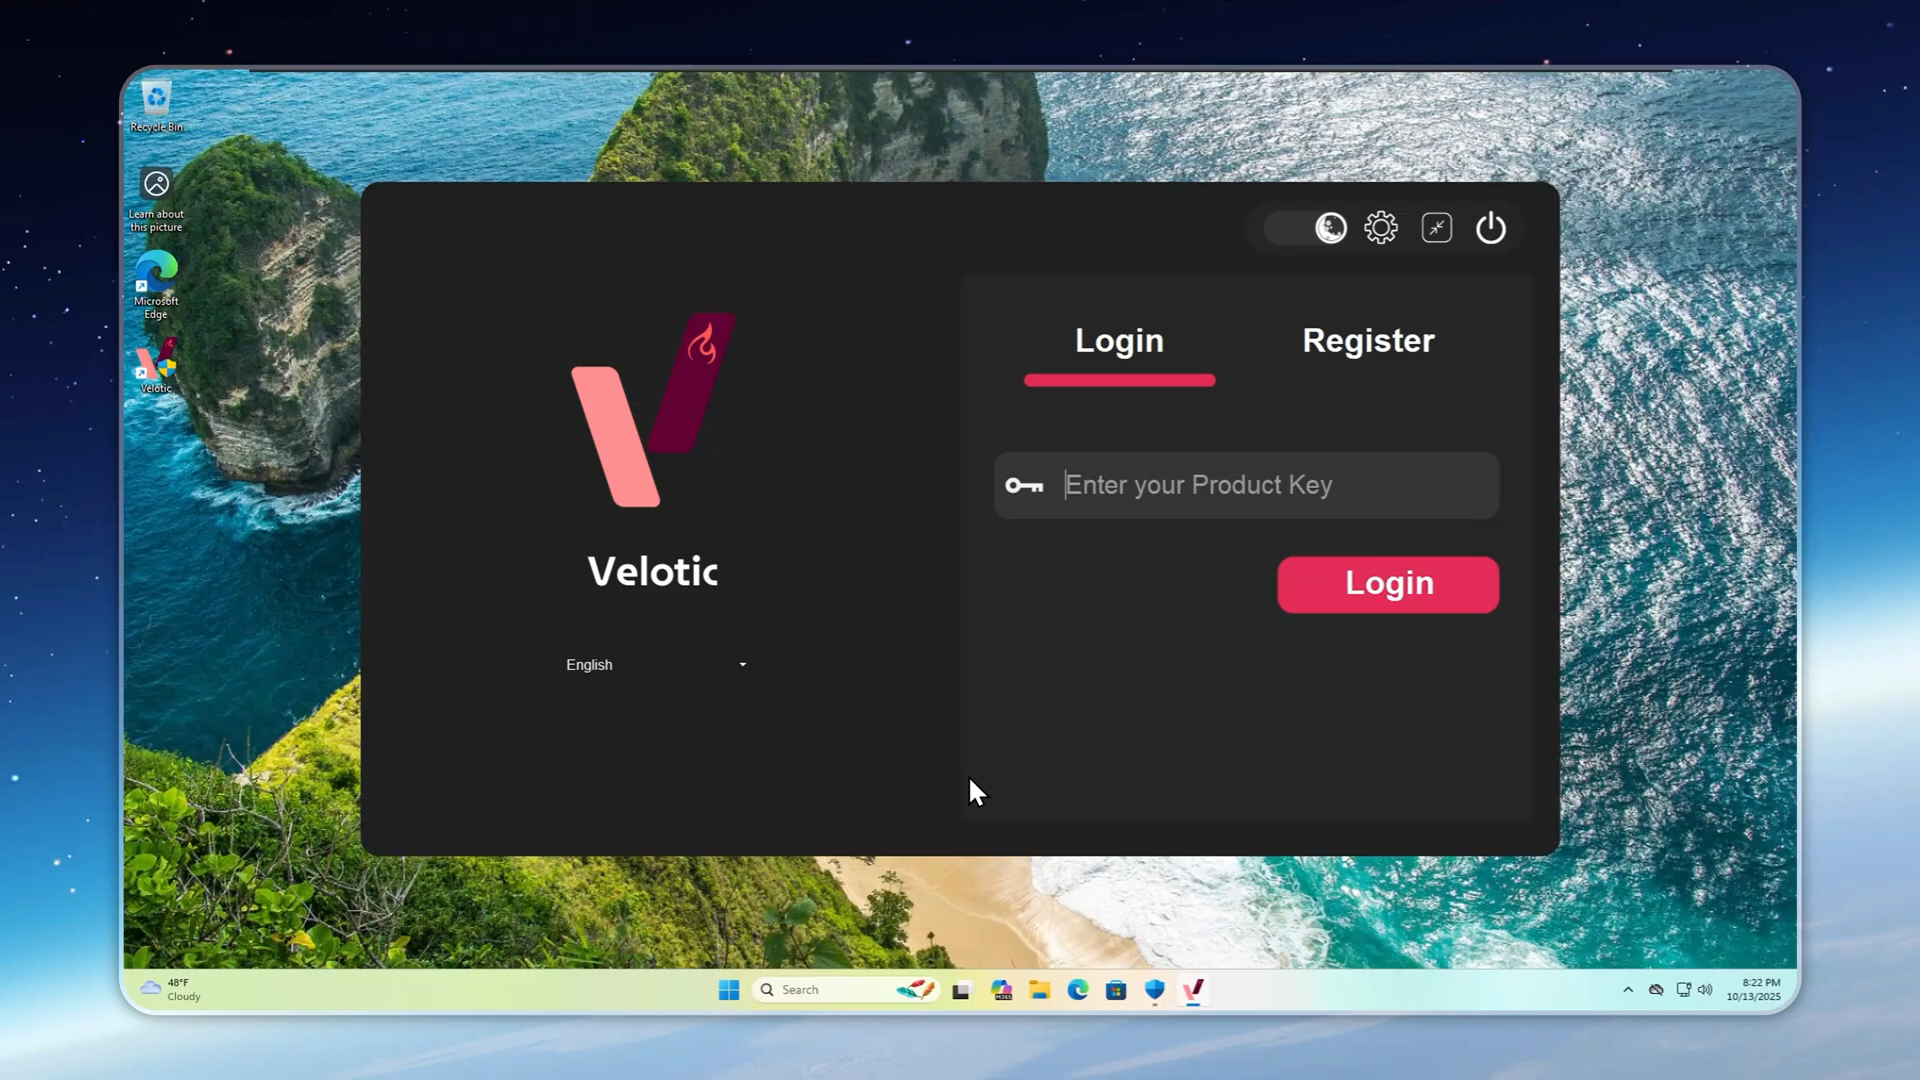 Recycle Bin
Learn about
this picture
Microsoft
Edge
Velotic
Login
Register
Enter your Product Key
Login
Velotic
English
48°F
Cloudy
Search
M365
8:22 PM
10/13/2025